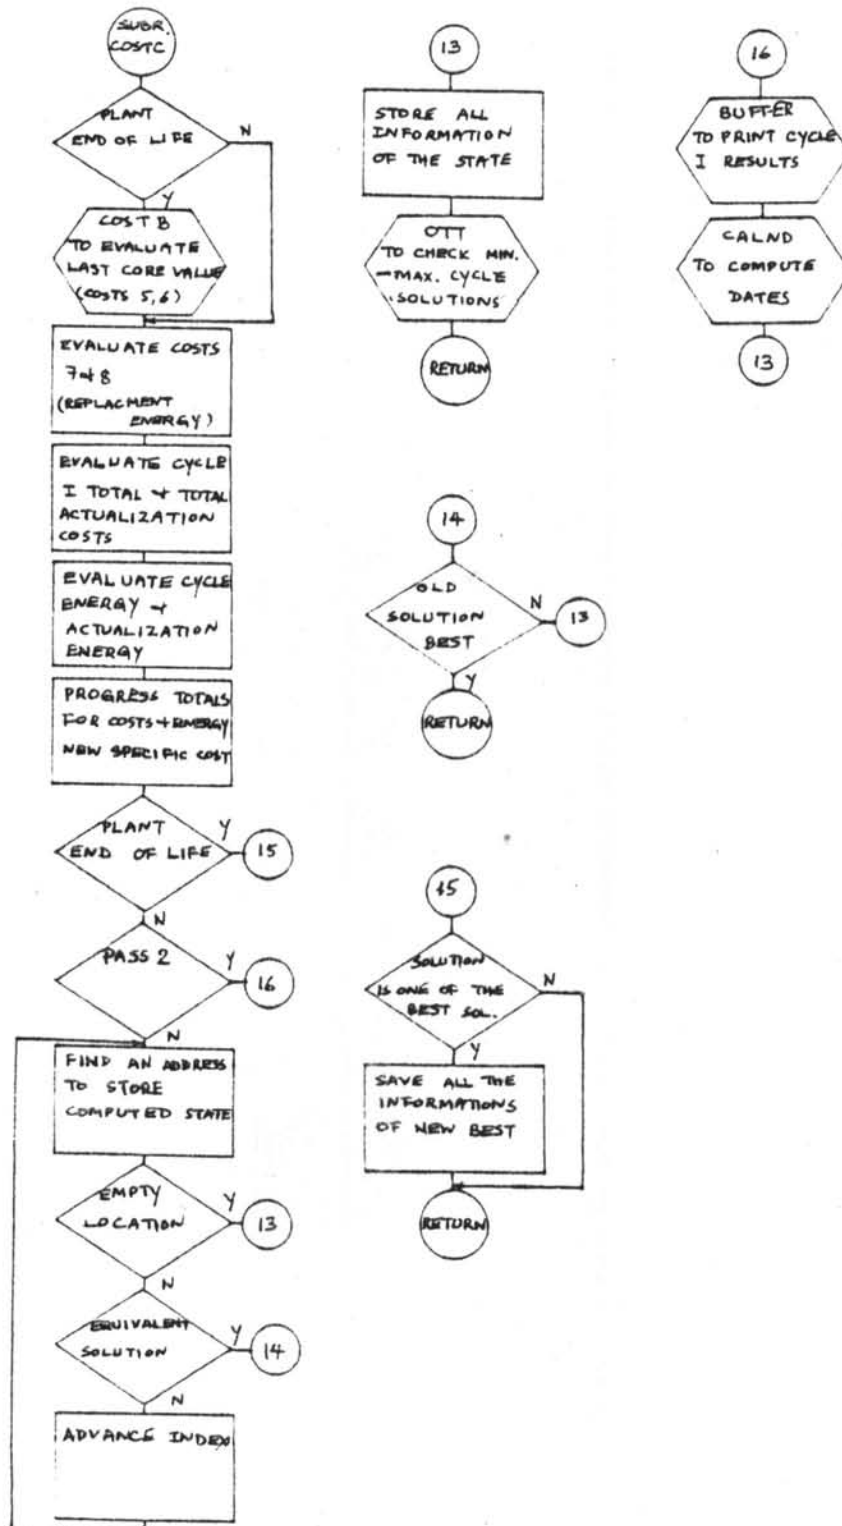 SUBR.
COSTC
PLANT
END OF LIFE
N
Y
COST B
TO EVALUATE
LAST CORE VALUE
(COSTS 5,6)
EVALUATE COSTS
7+8
(REPLACMENT
ENERGY)
EVALUATE CYCLE
I TOTAL + TOTAL
ACTUALIZATION
COSTS
EVALUATE CYCLE
ENERGY +
ACTUALIZATION
ENERGY
PROGRESS TOTALS
FOR COSTS + ENERGY
NEW SPECIFIC COST
PLANT
END OF LIFE
Y
15
N
PASS 2
Y
16
N
FIND AN ADDRESS
TO STORE
COMPUTED STATE
EMPTY
LOCATION
Y
13
N
EQUIVALENT
SOLUTION
Y
14
N
ADVANCE INDEX
13
STORE ALL
INFORMATION
OF THE STATE
OTT
TO CHECK MIN.
-MAX. CYCLE
SOLUTIONS
RETURN
14
OLD
SOLUTION
BEST
N
13
Y
RETURN
15
SOLUTION
IS ONE OF THE
BEST SOL.
N
Y
SAVE ALL THE
INFORMATIONS
OF NEW BEST
RETURN
16
BUFFER
TO PRINT CYCLE
I RESULTS
CALND
TO COMPUTE
DATES
13